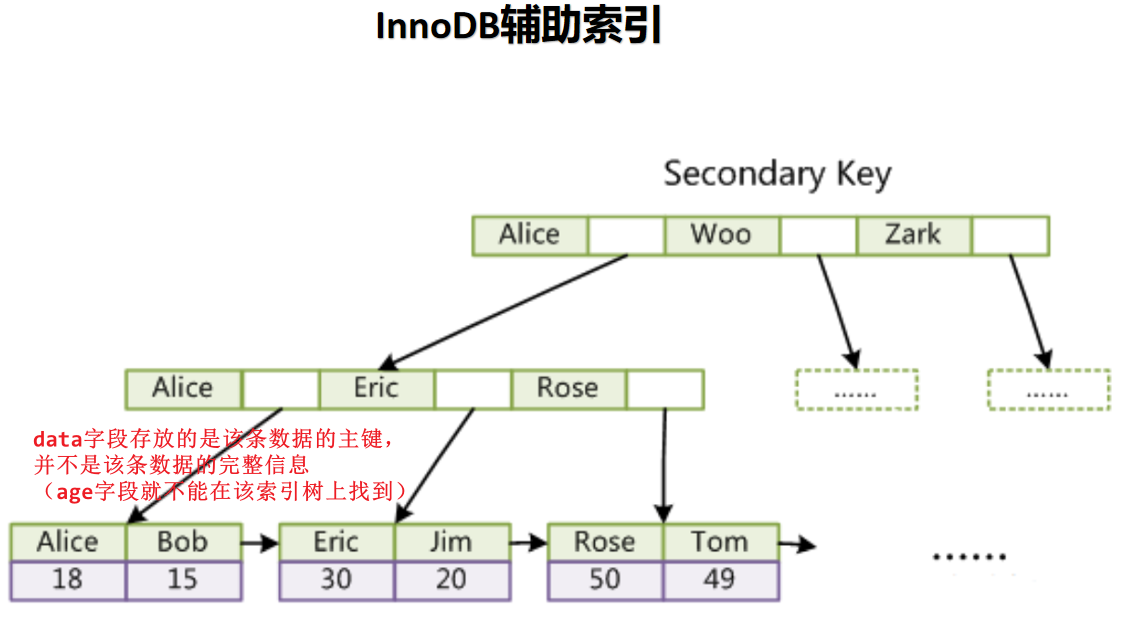 InnoDB辅助索引
Secondary Key
Alice Woo Zark
Alice Eric Rose
...... ......
data字段存放的是该条数据的主键，
并不是该条数据的完整信息
（age字段就不能在该索引树上找到）
Alice Bob Eric Jim Rose Tom
18 15 30 20 50 49
......